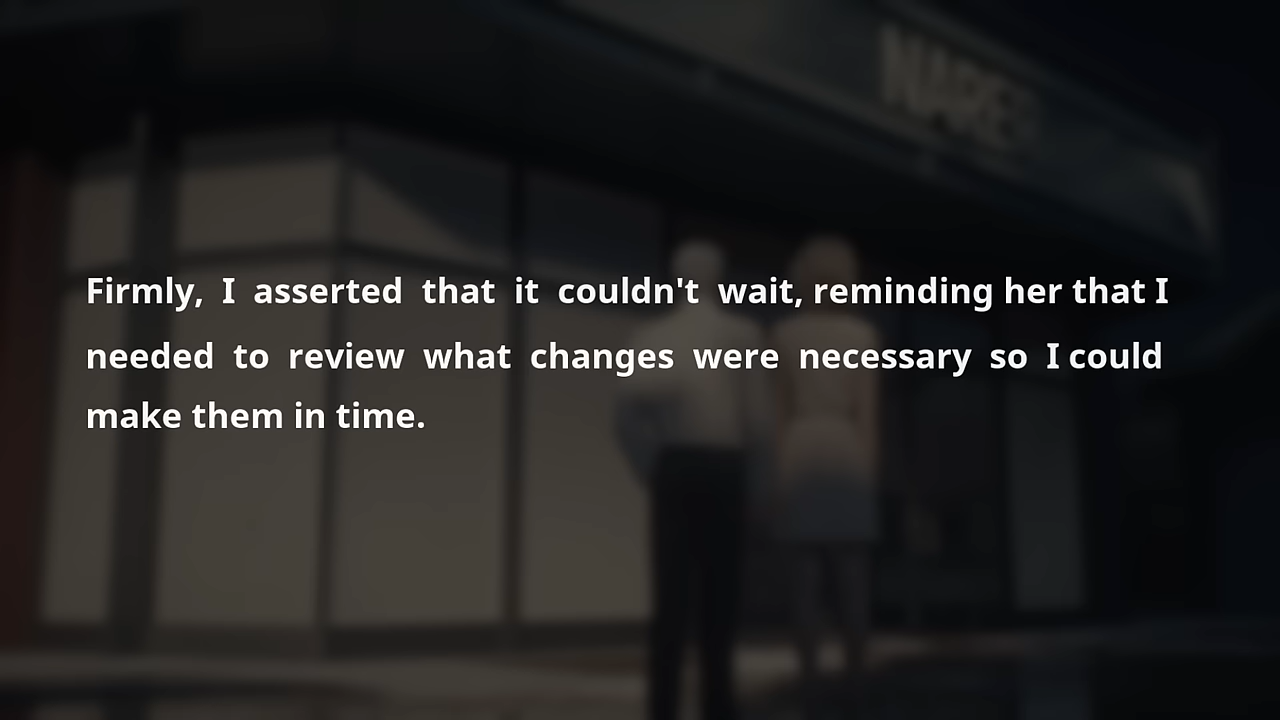 Firmly, I asserted that it couldn't wait, reminding her that I
needed to review what changes were necessary so I could
make them in time.